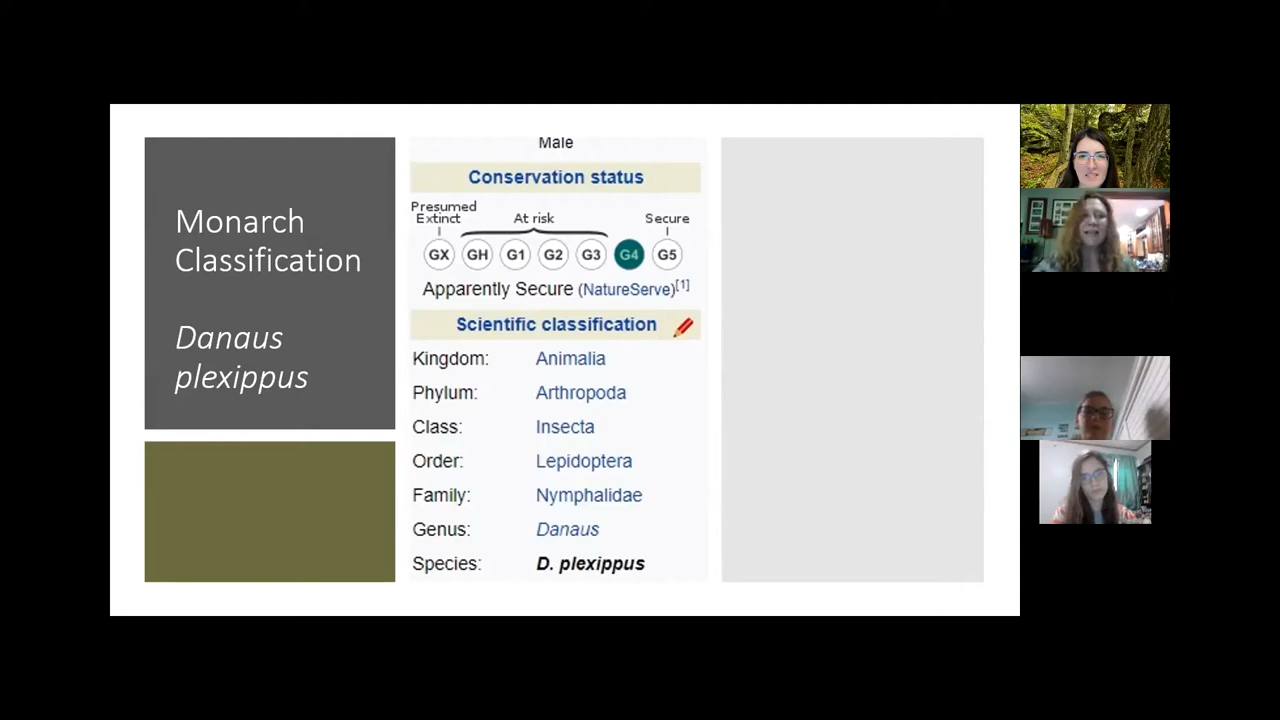 Monarch
Classification
Danaus
plexippus
Male
Conservation status
Presumed
Extinct At risk Secure
GX GH G1 G2 G3 G4 G5
Apparently Secure (NatureServe)[1]
Scientific classification
Kingdom: Animalia
Phylum: Arthropoda
Class: Insecta
Order: Lepidoptera
Family: Nymphalidae
Genus: Danaus
Species: D. plexippus